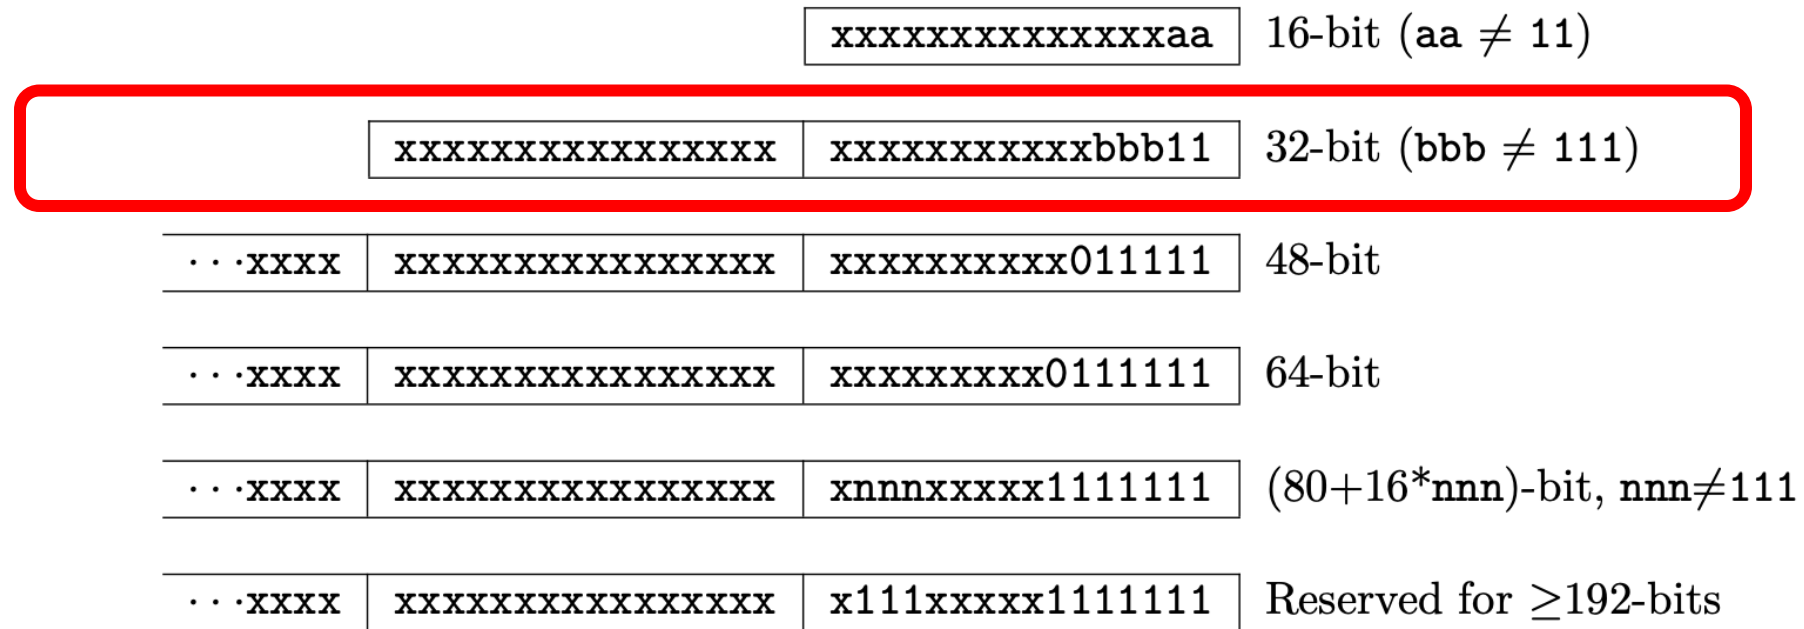 xxxxxxxxxxxxxxaa 16-bit (aa ≠ 11)
xxxxxxxxxxxxxxxx xxxxxxxxxxxbbb11 32-bit (bbb ≠ 111)
···xxxx xxxxxxxxxxxxxxxx xxxxxxxxxx011111 48-bit
···xxxx xxxxxxxxxxxxxxxx xxxxxxxxx0111111 64-bit
···xxxx xxxxxxxxxxxxxxxx xnnnxxxxx1111111 (80+16*nnn)-bit, nnn≠111
···xxxx xxxxxxxxxxxxxxxx x111xxxxx1111111 Reserved for ≥192-bits